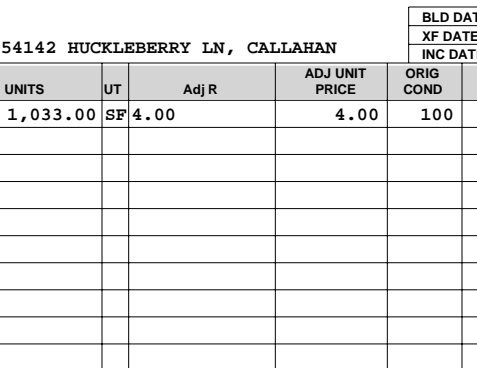 BLD DAT
XF DATE
54142 HUCKLEBERRY LN, CALLAHAN
INC DAT
UNITS UT Adj R ADJ UNIT PRICE ORIG COND
1,033.00 SF 4.00 4.00 100